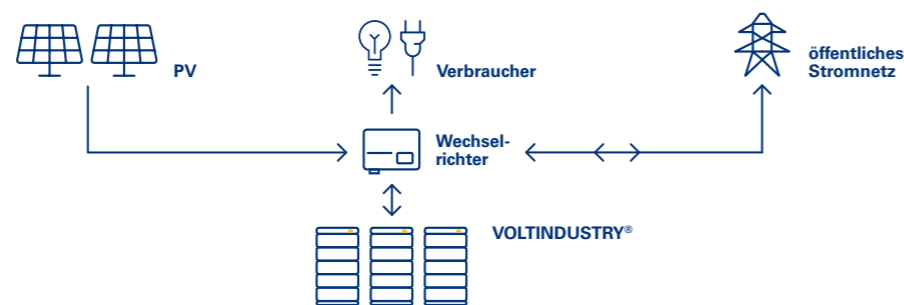 PV
Verbraucher
öffentliches
Stromnetz
Wechsel-
richter
VOLTINDUSTRY®